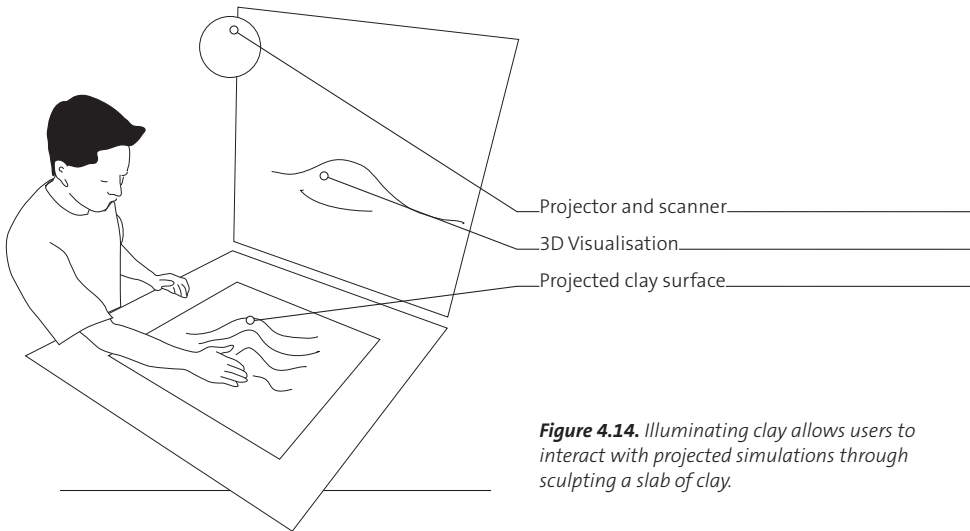 Projector and scanner
3D Visualisation
Projected clay surface
Figure 4.14. Illuminating clay allows users to
interact with projected simulations through
sculpting a slab of clay.